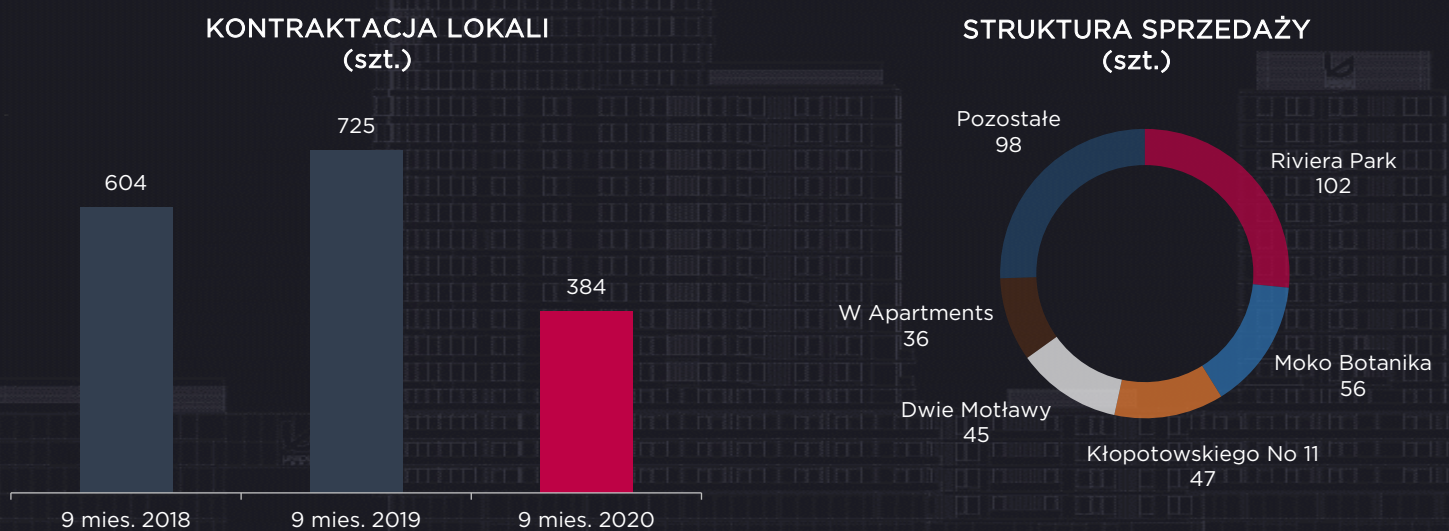 KONTRAKTACJA LOKALI
(szt.)
604
725
384
9 mies. 2018
9 mies. 2019
9 mies. 2020
STRUKTURA SPRZEDAŻY
(szt.)
Pozostałe
98
Riviera Park
102
W Apartments
36
Moko Botanika
56
Dwie Motławy
45
Kłopotowskiego No 11
47